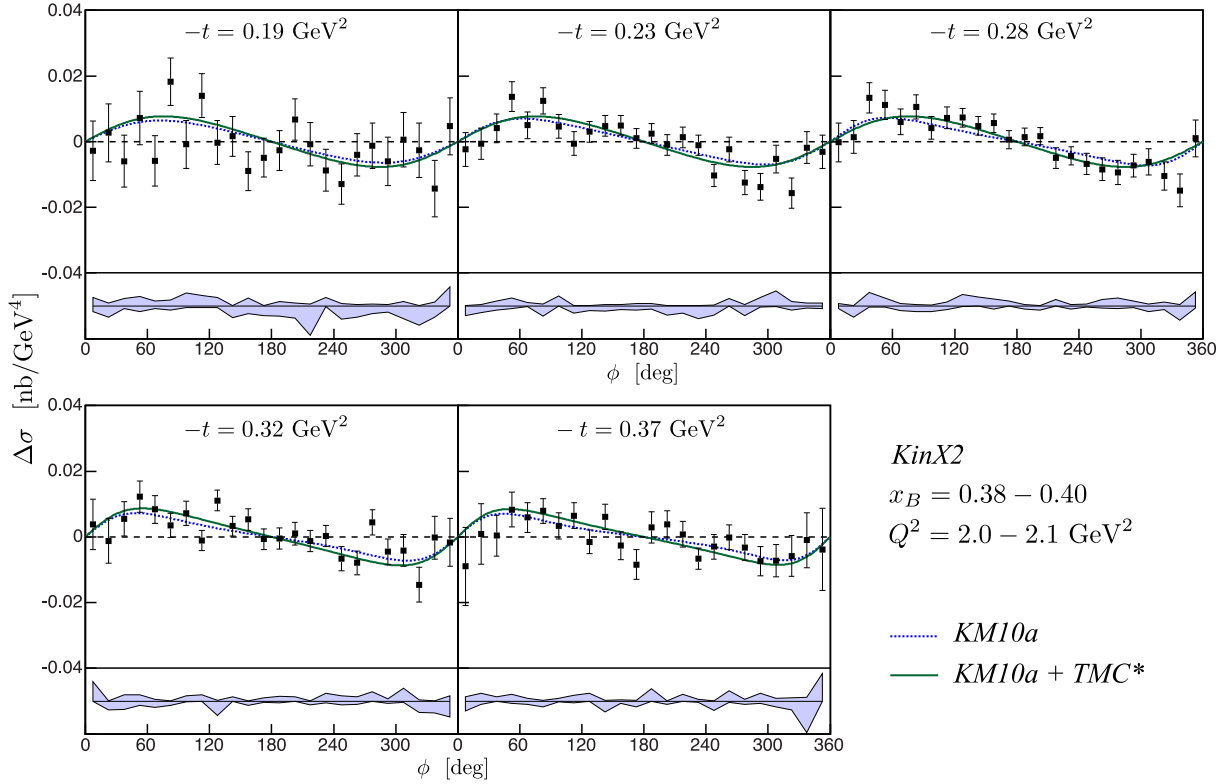 −t = 0.19 GeV²
−t = 0.23 GeV²
−t = 0.28 GeV²
0.04
0.02
0
-0.02
-0.04
0 60 120 180 240 300 0 60 120 180 240 300 0 60 120 180 240 300 360
ϕ [deg]
ϕ [deg]
Δσ [nb/GeV⁴]
−t = 0.32 GeV²
− t = 0.37 GeV²
0.04
0.02
0
-0.02
-0.04
0 60 120 180 240 300 0 60 120 180 240 300 360
ϕ [deg]
KinX2
x_B = 0.38 − 0.40
Q² = 2.0 − 2.1 GeV²
KM10a
KM10a + TMC*